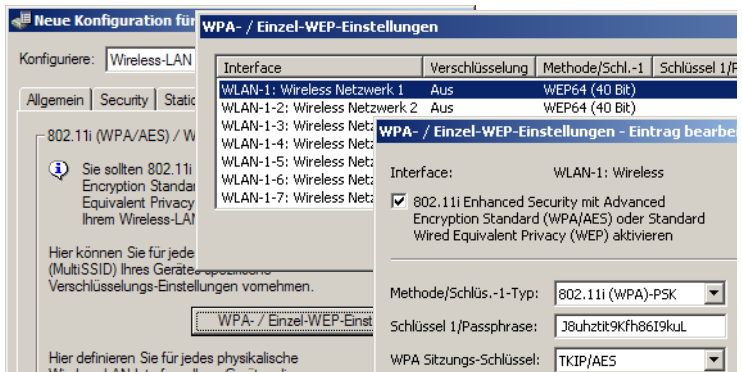 Neue Konfiguration für
Konfiguriere: Wireless-LAN
Allgemein Security
802.11i (WPA/AES) / W
Sie sollten 802.11i
Encryption
Equivalent Privacy
Ihrem
Hier können Sie für jede
(MultiSSID) Ihres Gerätes spezifische
Verschlüsselungs-Einstellungen vornehmen.
WPA- / Einzel-WEP-Einst
Hier definieren Sie für jedes physikalische
WPA- / Einzel-WEP-Einstellungen
Interface Verschlüsselung Methode/Schl.-1 Schlüssel 1/P
WLAN-1: Wireless Netzwerk 1 Aus WEP64 (40 Bit)
WLAN-1-2: Wireless Netzwerk 2 Aus WEP64 (40 Bit)
WLAN-1-3: Wireless Netz
WLAN-1-4: Wireless Netz
WLAN-1-5: Wireless Netz
WLAN-1-6: Wireless Netz
WLAN-1-7: Wireless Netz
WPA- / Einzel-WEP-Einstellungen - Eintrag bearbei
Interface: WLAN-1: Wireless
802.11i Enhanced Security mit Advanced
Encryption Standard (WPA/AES) oder Standard
Wired Equivalent Privacy (WEP) aktivieren
Methode/Schlüs.-1-Typ: 802.11i (WPA)-PSK
Schlüssel 1/Passphrase: J8uhztit9Kfh86I9kuL
WPA Sitzungs-Schlüssel: TKIP/AES